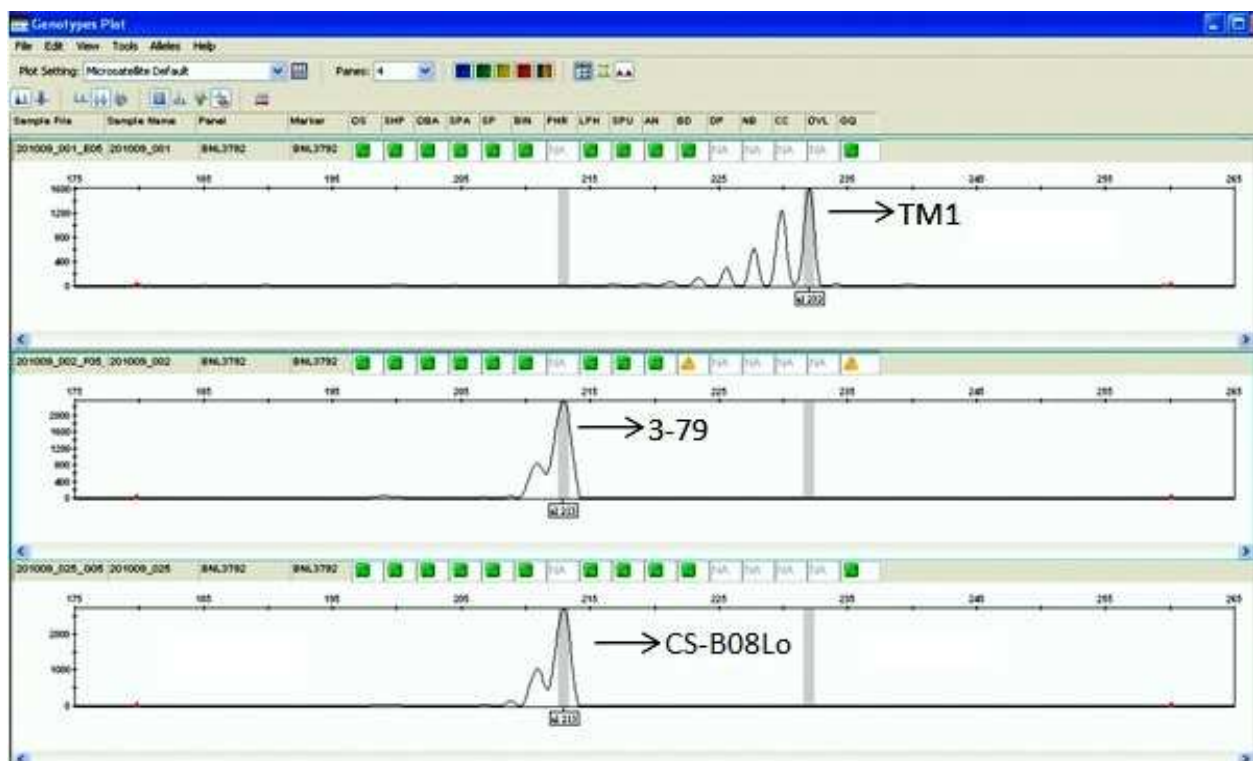 Genotypes Plot
File Edit View Tools Alleles Help
Plot Setting: Microsatellite Default Panes: 4
Sample File Sample Name Panel Marker OS SHP OBA SPA SP BIN PHR LPH SPU AN BD DP NB CC OVL GQ
201009_001_E05 201009_001 BNL3792 BNL3792 NA NA NA NA NA
175 185 195 205 215 225 235 245 255 265
1600
1200
800
400
0
TM1
201009_002_F05 201009_002 BNL3792 BNL3792 NA NA NA NA NA
175 185 195 205 215 225 235 245 255 265
2000
1600
1200
800
400
0
3-79
201009_025_G05 201009_025 BNL3792 BNL3792 NA NA NA NA NA
175 185 195 205 215 225 235 245 255 265
2000
1000
0
CS-B08Lo